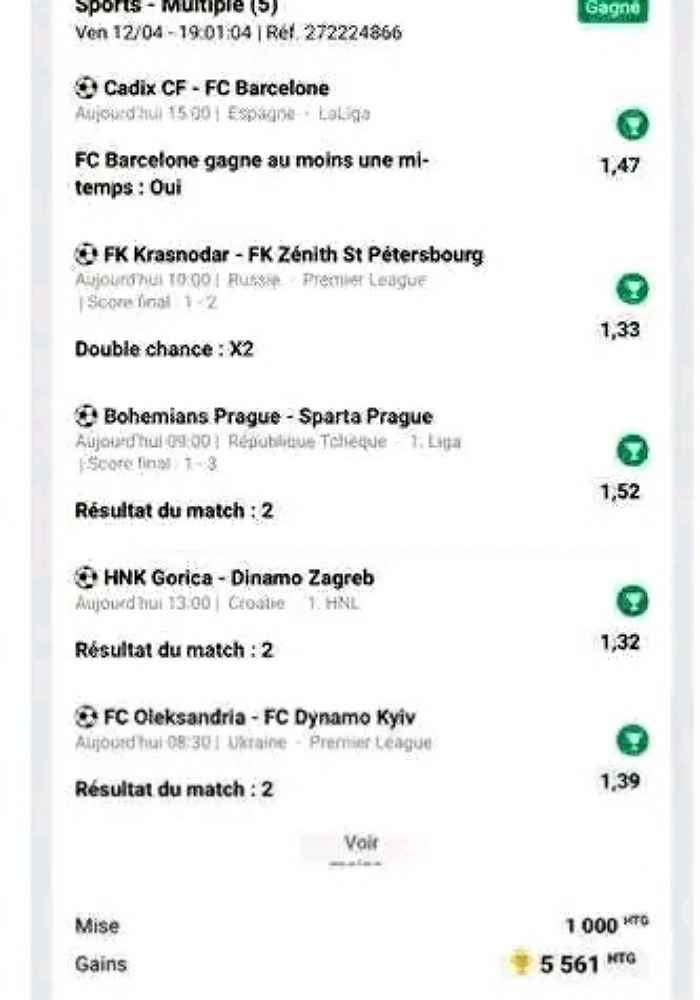 Sports - Multiple (5)
Gagné
Ven 12/04 - 19:01:04 | Réf. 272224866
Cadix CF - FC Barcelone
Aujourd'hui 15:00 | Espagne - LaLiga
FC Barcelone gagne au moins une mi-
temps : Oui
1,47
FK Krasnodar - FK Zénith St Pétersbourg
Aujourd'hui 10:00 | Russie - Premier League
| Score final : 1 - 2
1,33
Double chance : X2
Bohemians Prague - Sparta Prague
Aujourd'hui 09:00 | République Tchèque - 1. Liga
| Score final : 1 - 3
1,52
Résultat du match : 2
HNK Gorica - Dinamo Zagreb
Aujourd'hui 13:00 | Croatie - 1. HNL
1,32
Résultat du match : 2
FC Oleksandria - FC Dynamo Kyiv
Aujourd'hui 08:30 | Ukraine - Premier League
1,39
Résultat du match : 2
Voir
Mise 1 000 HTG
Gains 5 561 HTG